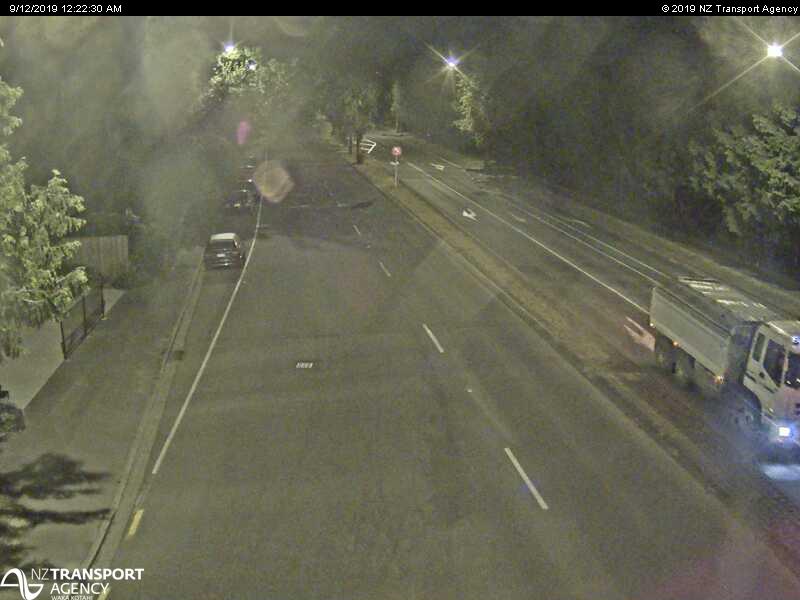 9/12/2019 12:22:30 AM
© 2019 NZ Transport Agency
NZTRANSPORT
AGENCY
WAKA KOTAHI